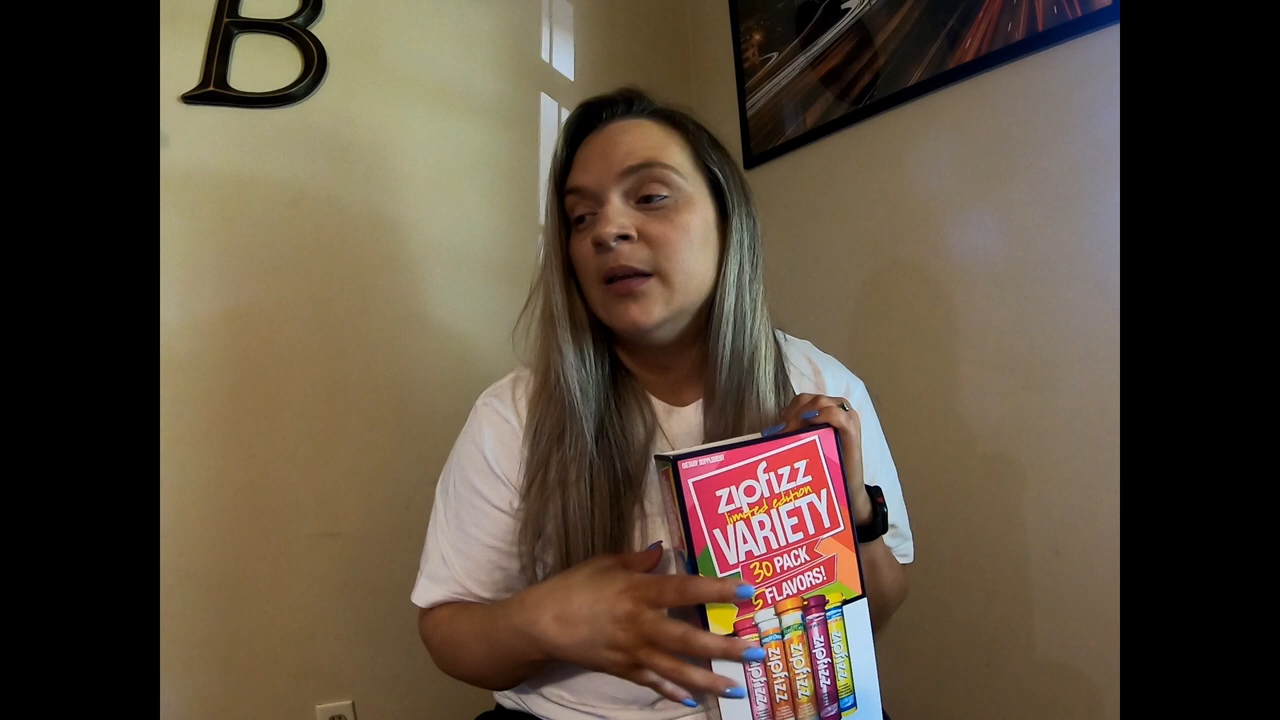 B
DIETARY SUPPLEMENT
zipfizz
limited edition
VARIETY
30 PACK
5 FLAVORS!
zipfizz
zipfizz
zipfizz
zipfizz
zipfizz